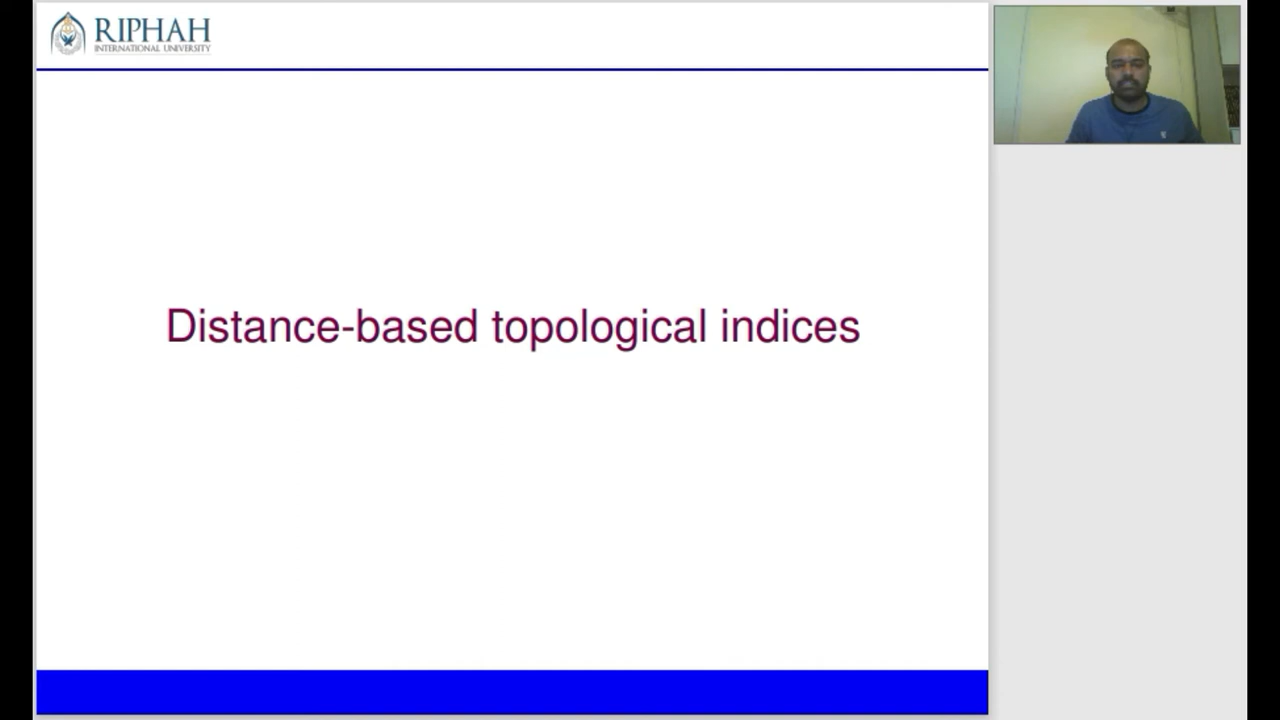 RIPHAH
INTERNATIONAL UNIVERSITY
Distance-based topological indices